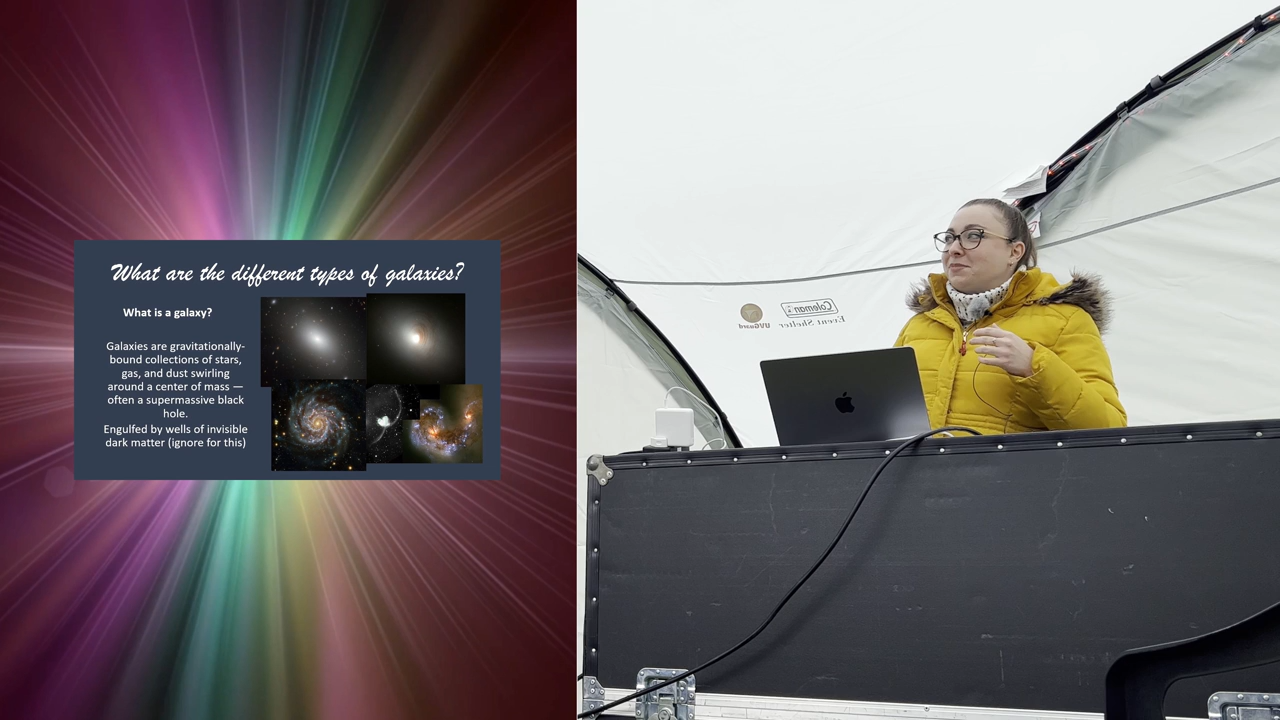 What are the different types of galaxies?
What is a galaxy?
Galaxies are gravitationally-
bound collections of stars,
gas, and dust swirling
around a center of mass —
often a supermassive black
hole.
Engulfed by wells of invisible
dark matter (ignore for this)
UVGuard
Coleman
Event Shelter